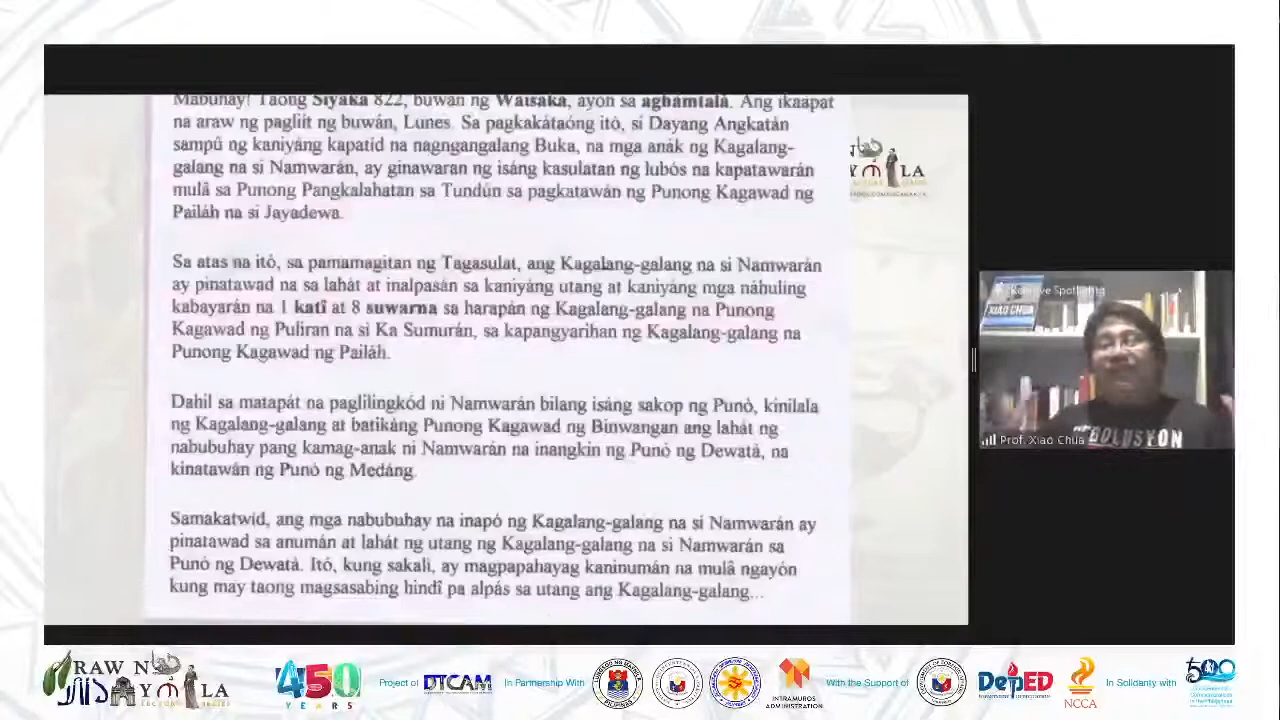 Mabuhay! Taong Siyaka 822, buwan ng Waisaka, ayon sa aghamtalà. Ang ikaapat
na araw ng pagliít ng buwán, Lunes. Sa pagkakátaóng itó, si Dayang Angkatán
sampû ng kaniyáng kapatíd na nagngangalang Buka, na mga anák ng Kagalang-
galang na si Namwarán, ay ginawaran ng isáng kasulatan ng lubós na kapatawarán
mulâ sa Punong Pangkalahatan sa Tundún sa pagkatawán ng Punong Kagawad ng
Pailáh na si Jayadewa.
Sa atas na itó, sa pamamagitan ng Tagasulat, ang Kagalang-galang na si Namwarán
ay pinatawad na sa lahát at inalpasán sa kaniyáng utang at kaniyáng mga náhuling
kabayarán na 1 katî at 8 suwarna sa harapán ng Kagalang-galang na Punong
Kagawad ng Puliran na si Ka Sumurán, sa kapangyarihan ng Kagalang-galang na
Punong Kagawad ng Pailáh.
Dahil sa matapát na paglilingkód ni Namwarán bilang isáng sakop ng Punò, kinilala
ng Kagalang-galang at batikáng Punong Kagawad ng Binwangan ang lahát ng
nabubuhay pang kamag-anak ni Namwarán na inangkin ng Punò ng Dewatà, na
kinatawán ng Punò ng Medáng.
Samakatwíd, ang mga nabubuhay na inapó ng Kagalang-galang na si Namwarán ay
pinatawad sa anumán at lahát ng utang ng Kagalang-galang na si Namwarán sa
Punò ng Dewatà. Itó, kung sakali, ay magpapahayag kaninumán na mulâ ngayón
kung may taong magsasabing hindî pa alpás sa utang ang Kagalang-galang...
LA
Remove Spotlight
XIAO CHUA
Prof. Xiao Chua
RAW N
LA
450
YEARS
Project of
DTCAM
In Partnership With
INTRAMUROS
ADMINISTRATION
With the Support of
DepED
NCCA
In Solidarity with
500